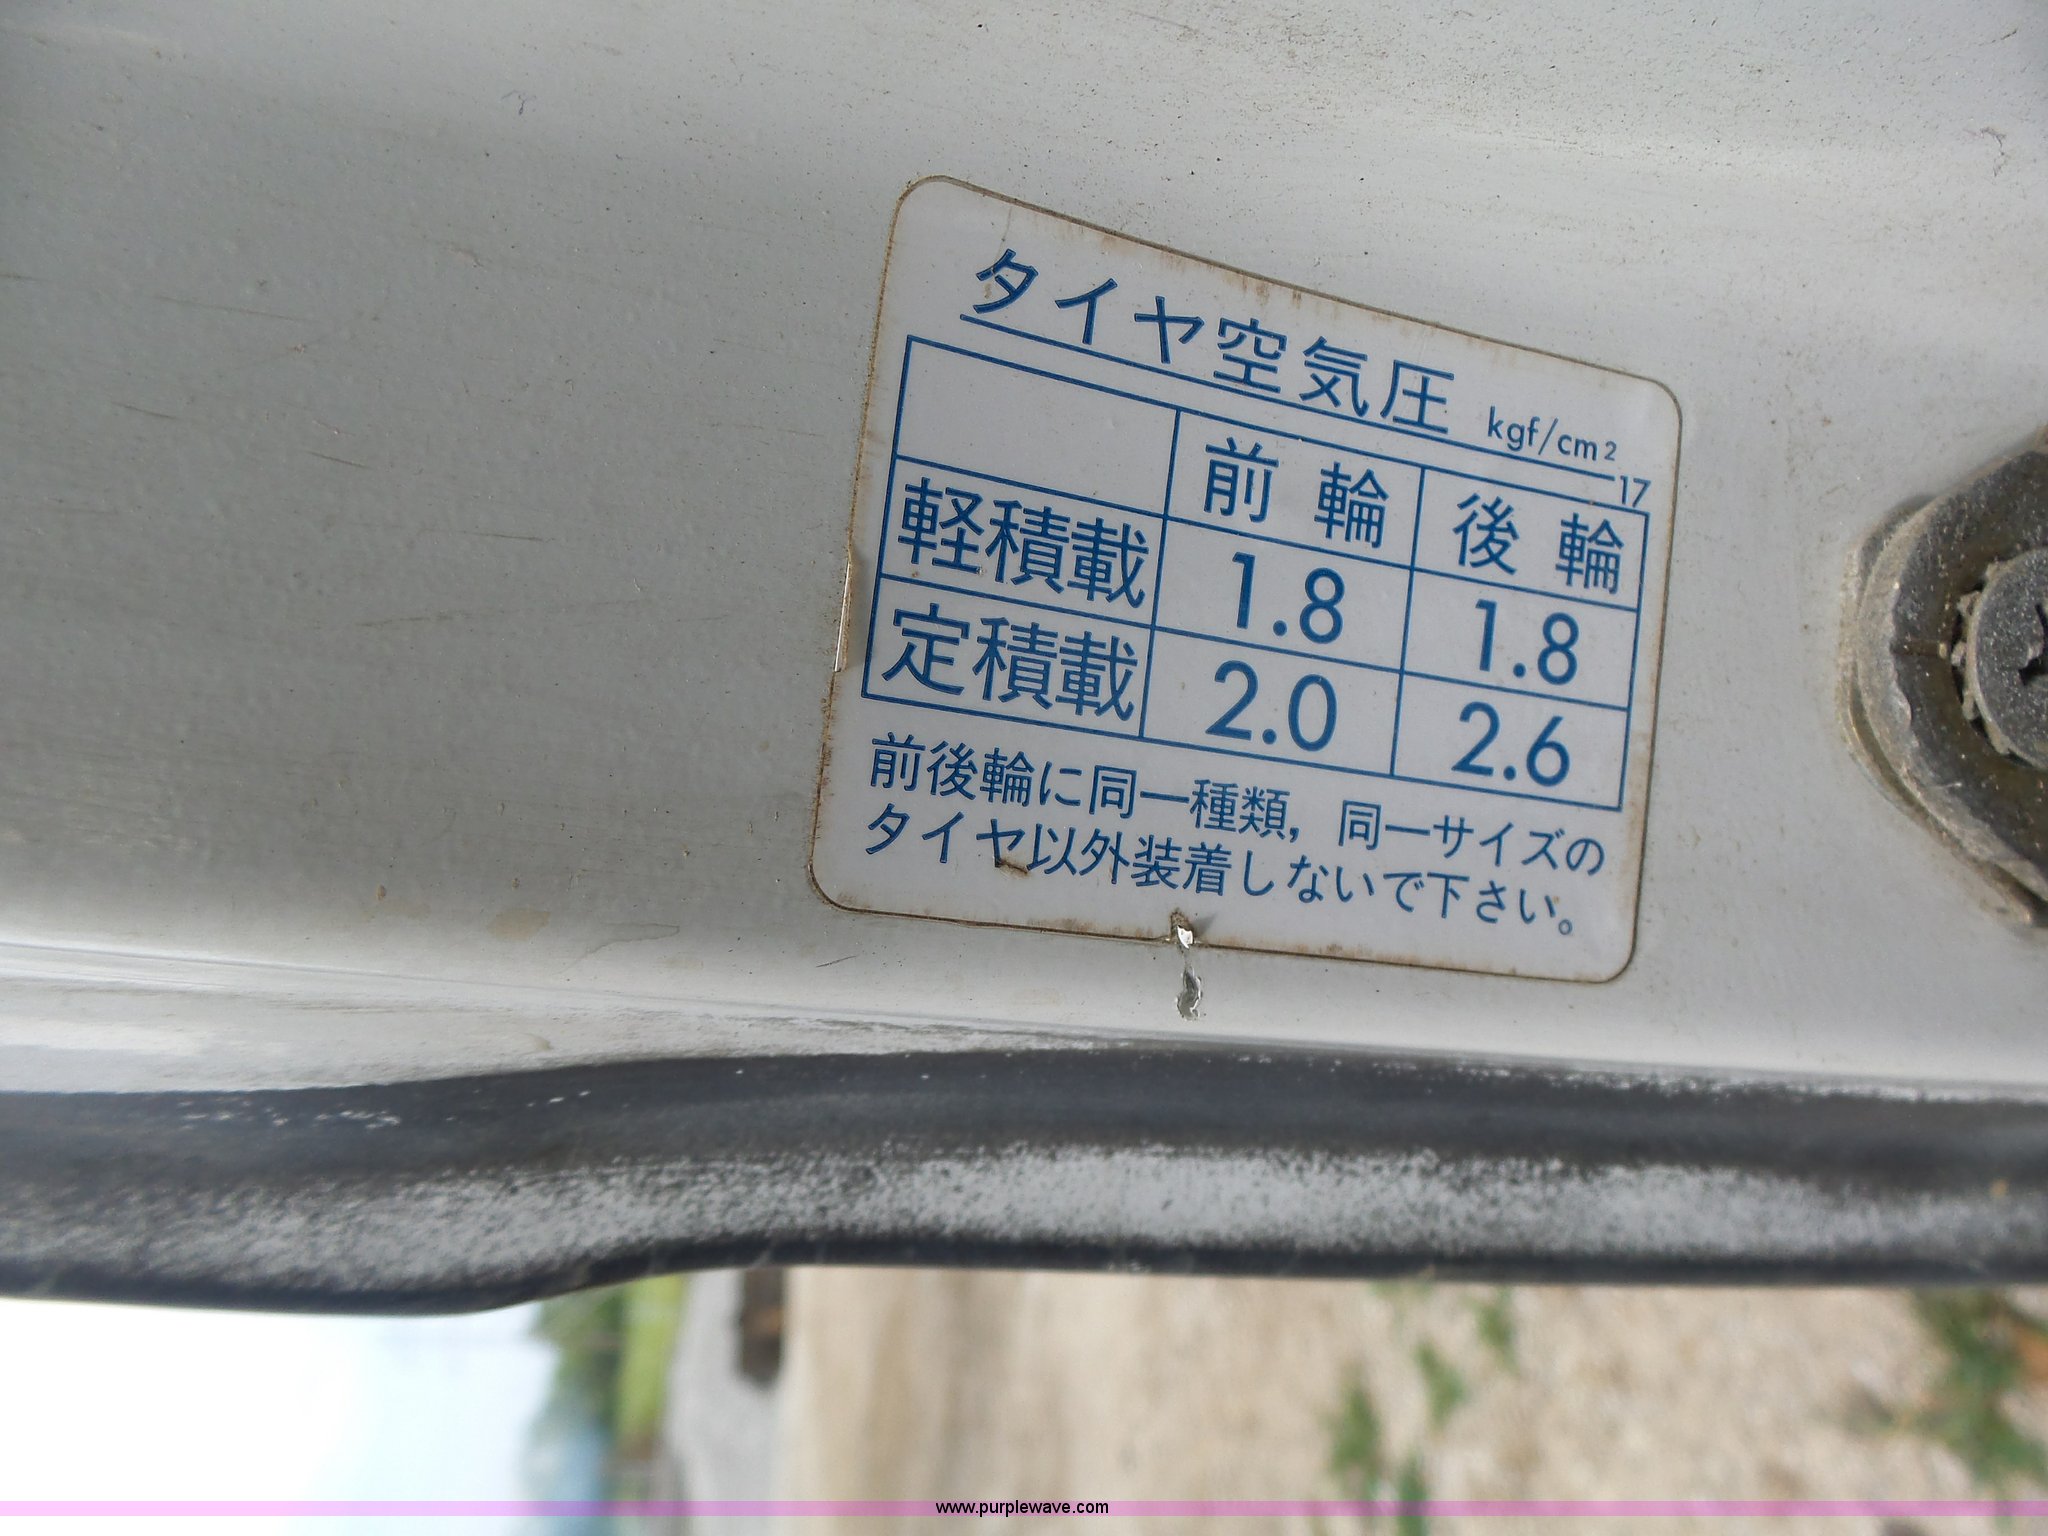 タイヤ空気圧 kgf/cm²
17
前輪 後輪
軽積載 1.8 1.8
定積載 2.0 2.6
前後輪に同一種類，同一サイズの
タイヤ以外装着しないで下さい。
www.purplewave.com